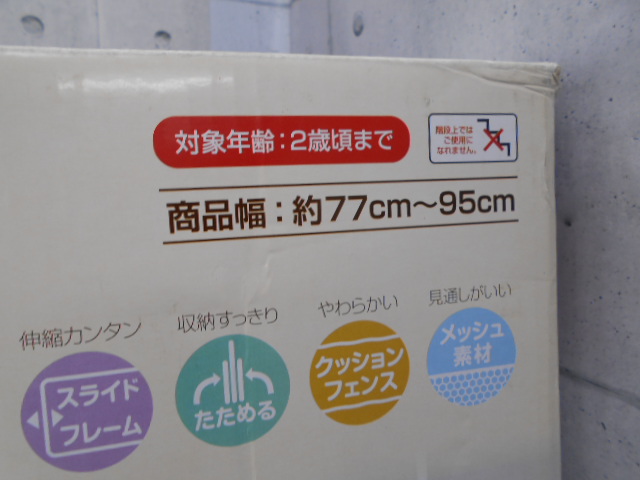 対象年齢：2歳頃まで
階段上では
ご使用に
なれません。
商品幅：約77cm～95cm
伸縮カンタン
スライド
フレーム
収納すっきり
たためる
やわらかい
クッション
フェンス
見通しがいい
メッシュ
素材